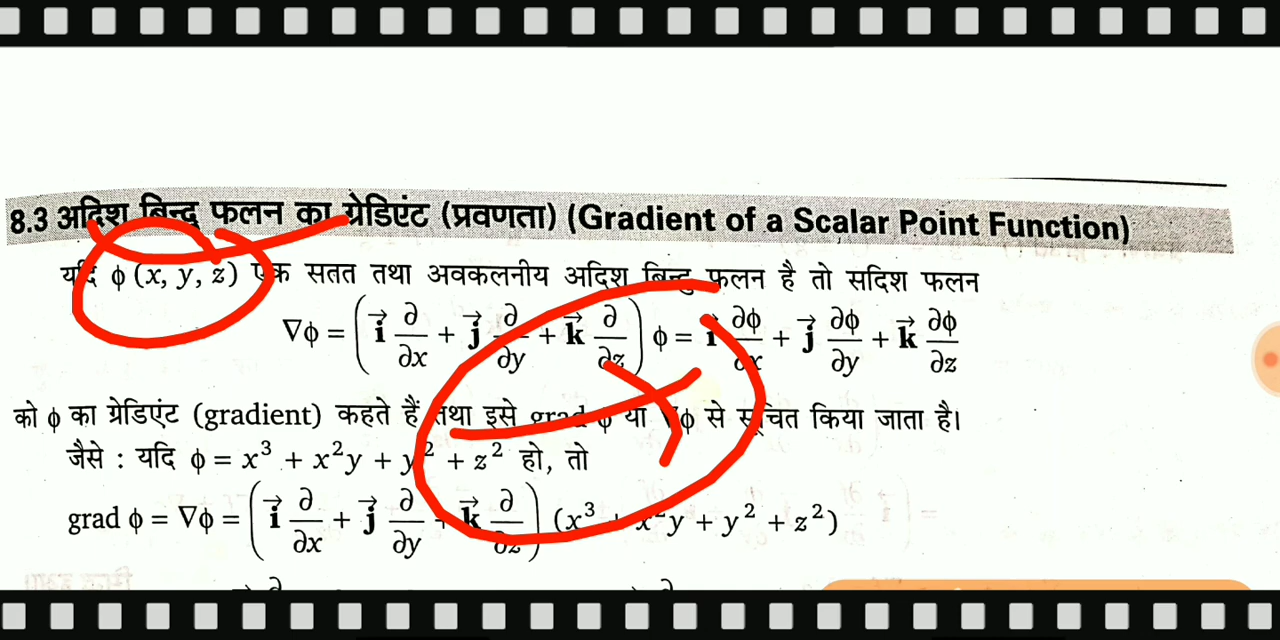 8.3 अदिश बिन्दु फलन का ग्रेडिएंट (प्रवणता) (Gradient of a Scalar Point Function)
यदि ϕ (x, y, z) एक सतत तथा अवकलनीय अदिश बिन्दु फलन है तो सदिश फलन
∇ϕ = (i⃗ ∂/∂x + j⃗ ∂/∂y + k⃗ ∂/∂z) ϕ = i⃗ ∂ϕ/∂x + j⃗ ∂ϕ/∂y + k⃗ ∂ϕ/∂z
को ϕ का ग्रेडिएंट (gradient) कहते हैं तथा इसे grad ϕ या ∇ϕ से सूचित किया जाता है।
जैसे : यदि ϕ = x³ + x²y + y² + z² हो, तो
grad ϕ = ∇ϕ = (i⃗ ∂/∂x + j⃗ ∂/∂y + k⃗ ∂/∂z) (x³ + x²y + y² + z²)